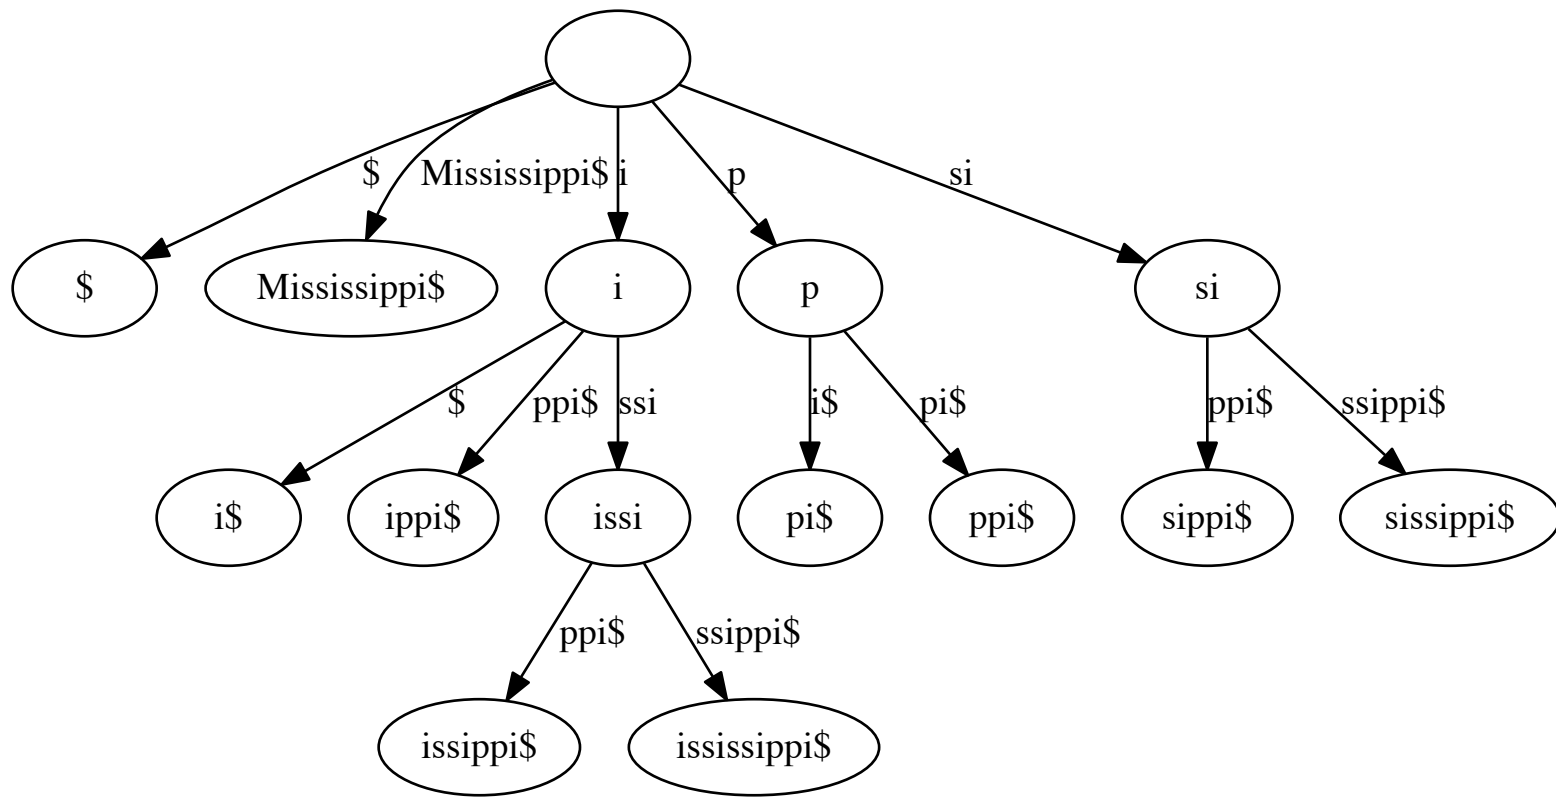 $ Mississippi$ i p si
$ Mississippi$ i p si
$ ppi$ ssi i$ pi$ ppi$ ssippi$
i$ ippi$ issi pi$ ppi$ sippi$ sissippi$
ppi$ ssippi$
issippi$ ississippi$